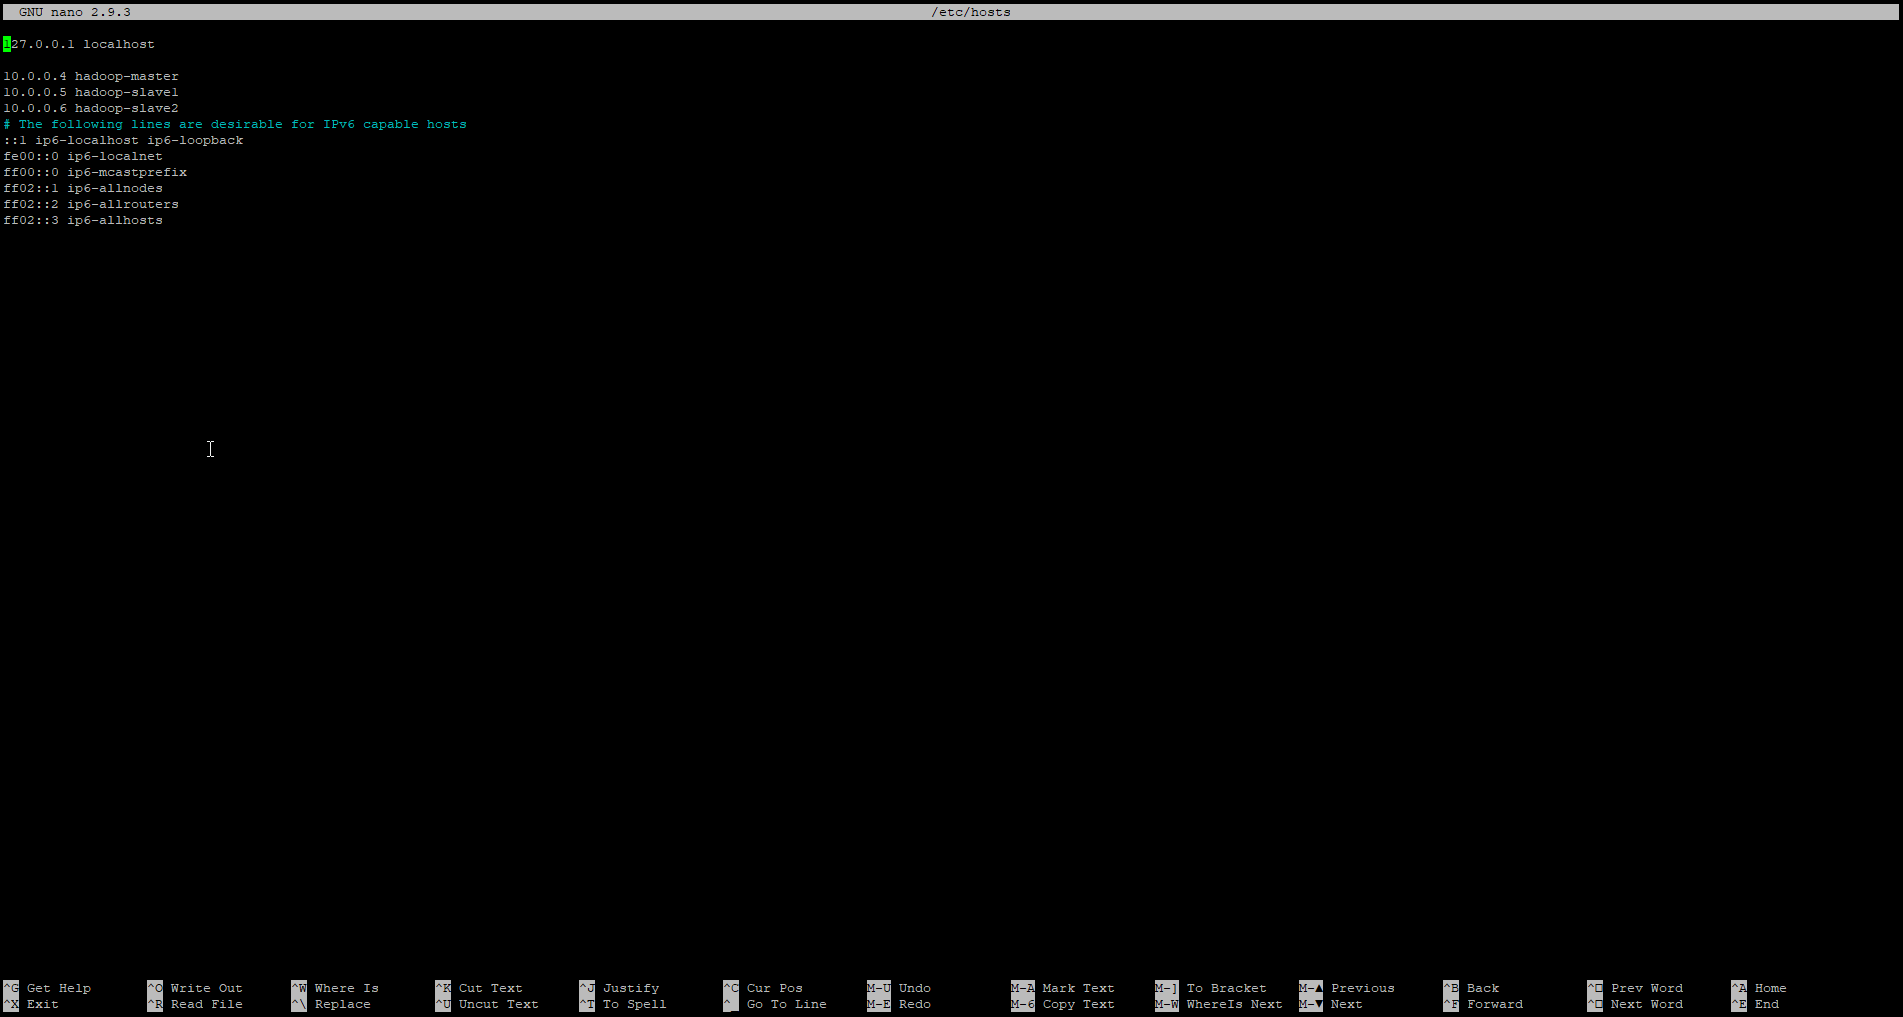 GNU nano 2.9.3 /etc/hosts
127.0.0.1 localhost
10.0.0.4 hadoop-master
10.0.0.5 hadoop-slave1
10.0.0.6 hadoop-slave2
# The following lines are desirable for IPv6 capable hosts
::1 ip6-localhost ip6-loopback
fe00::0 ip6-localnet
ff00::0 ip6-mcastprefix
ff02::1 ip6-allnodes
ff02::2 ip6-allrouters
ff02::3 ip6-allhosts
^G Get Help ^O Write Out ^W Where Is ^K Cut Text ^J Justify ^C Cur Pos M-U Undo M-A Mark Text M-] To Bracket M-▲ Previous ^B Back ^□ Prev Word ^A Home
^X Exit ^R Read File ^\ Replace ^U Uncut Text ^T To Spell ^_ Go To Line M-E Redo M-6 Copy Text M-W WhereIs Next M-▼ Next ^F Forward ^□ Next Word ^E End